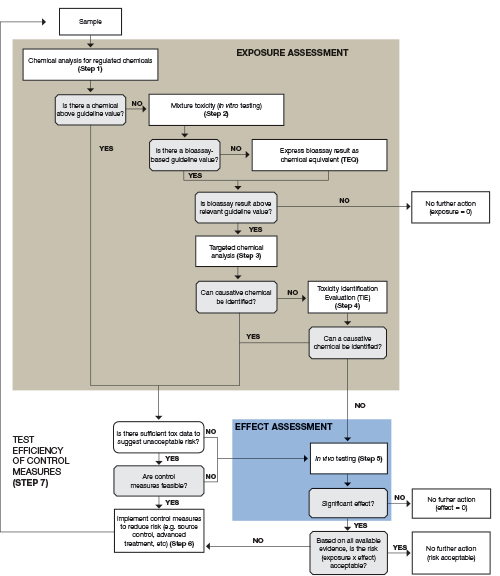 Sample
EXPOSURE ASSESSMENT
Chemical analysis for regulated chemicals
(Step 1)
Is there a chemical
above guideline value?
NO
Mixture toxicity (in vitro testing)
(Step 2)
YES
Is there a bioassay-
based guideline value?
NO
Express bioassay result as
chemical equivalent (TEQ)
YES
Is bioassay result above
relevant guideline value?
NO
No further action
(exposure = 0)
YES
Targeted chemical
analysis (Step 3)
Can causative chemical
be identified?
NO
Toxicity Identification
Evaluation (TIE)
(Step 4)
YES
Can a causative
chemical be identified?
NO
TEST
EFFICIENCY
OF CONTROL
MEASURES
(STEP 7)
Is there sufficient tox data to
suggest unacceptable risk?
NO
YES
Are control
measures feasible?
NO
YES
Implement control measures
to reduce risk (e.g. source
control, advanced
treatment, etc) (Step 6)
EFFECT ASSESSMENT
In vivo testing (Step 5)
Significant effect?
NO
No futher action
(effect = 0)
YES
Based on all available
evidence, is the risk
(exposure x effect)
acceptable?
NO
YES
No further action
(risk acceptable)